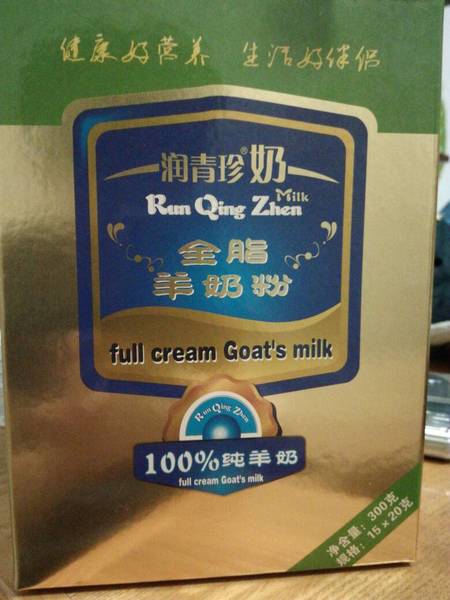 健康好营养 生活好伴侣
润青珍®奶
Run Qing Zhen Milk
全脂
羊奶粉
full cream Goat's milk
Run Qing Zhen
100%纯羊奶
full cream Goat's milk
净含量：300克
规格：15×20克